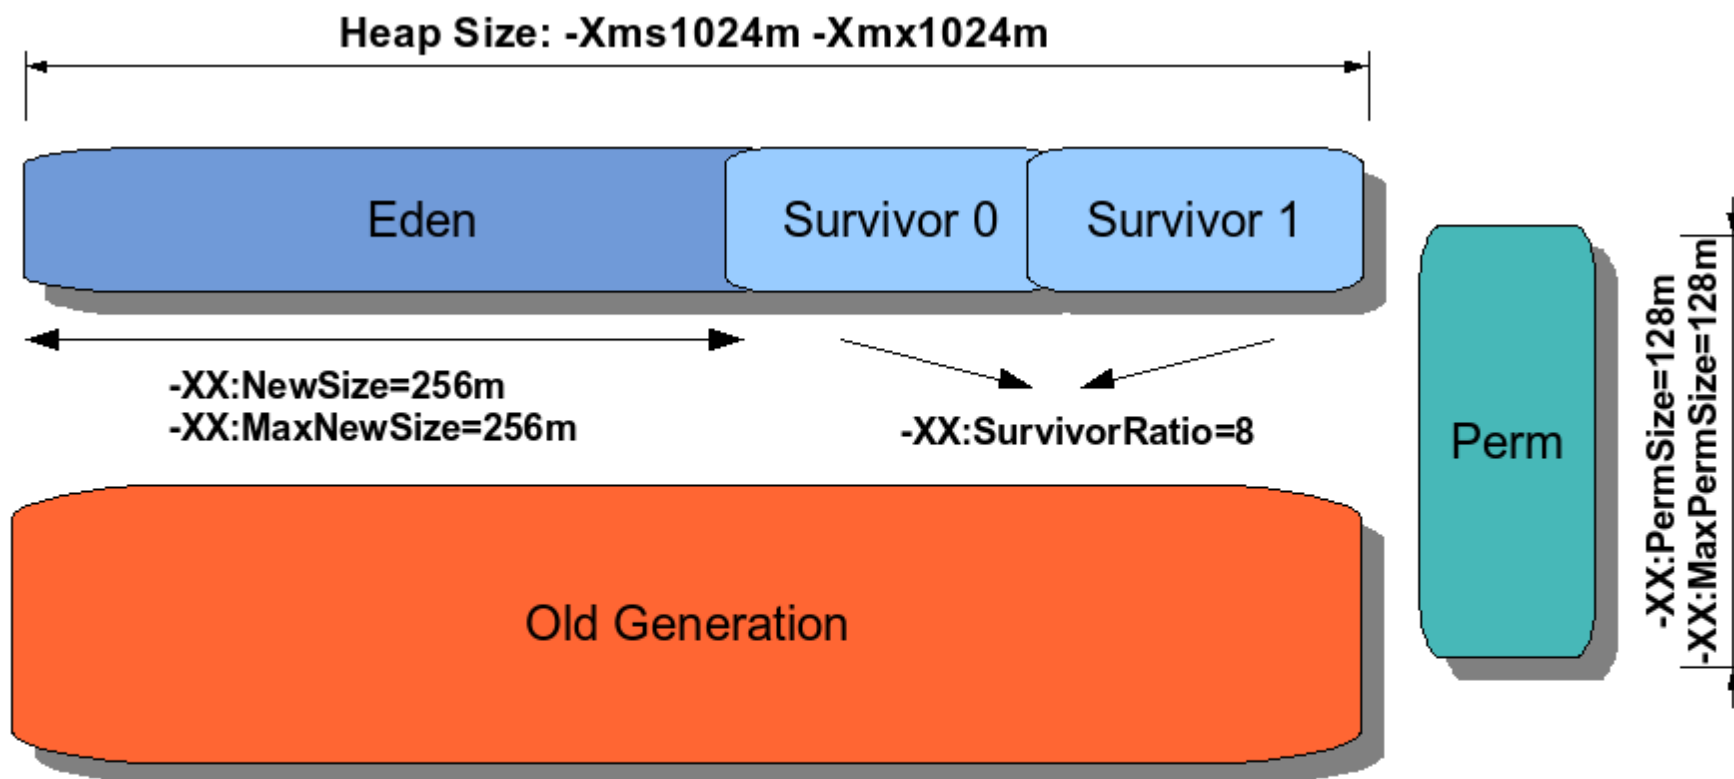 Heap Size: -Xms1024m -Xmx1024m
Eden
Survivor 0
Survivor 1
-XX:NewSize=256m
-XX:MaxNewSize=256m
-XX:SurvivorRatio=8
Old Generation
Perm
-XX:PermSize=128m
-XX:MaxPermSize=128m